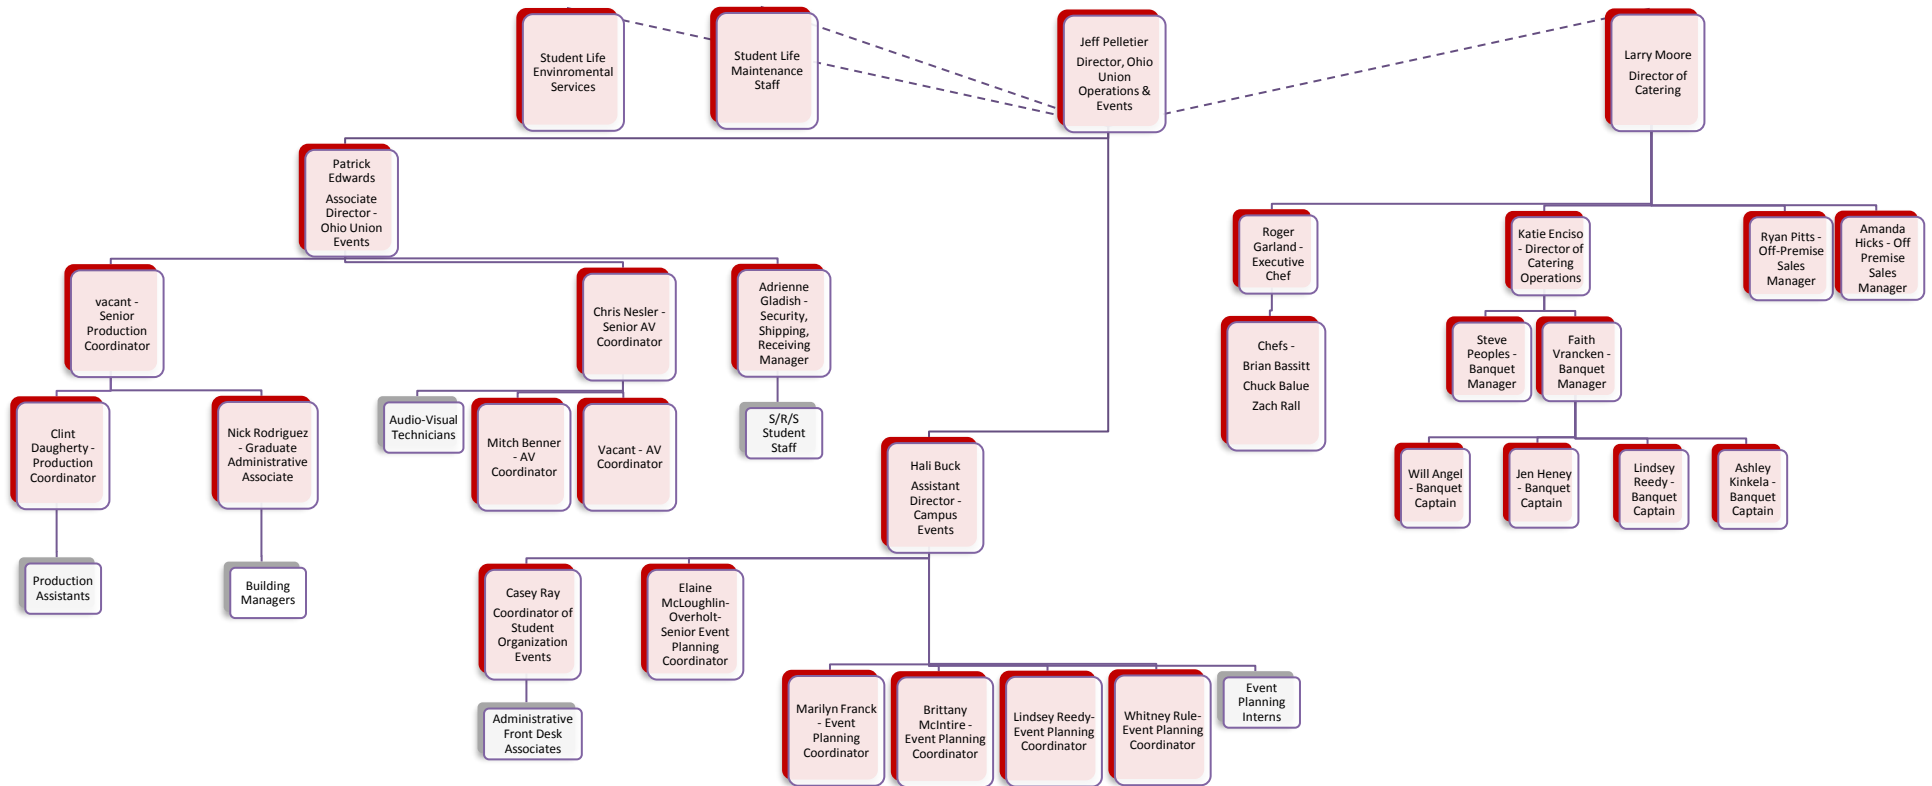 Student Life
Envinromental
Services
Student Life
Maintenance
Staff
Jeff Pelletier
Director, Ohio
Union
Operations &
Events
Larry Moore
Director of
Catering
Patrick
Edwards
Associate
Director -
Ohio Union
Events
Roger
Garland -
Executive
Chef
Katie Enciso
- Director of
Catering
Operations
Ryan Pitts -
Off-Premise
Sales
Manager
Amanda
Hicks - Off
Premise
Sales
Manager
vacant -
Senior
Production
Coordinator
Chris Nesler -
Senior AV
Coordinator
Adrienne
Gladish -
Security,
Shipping,
Receiving
Manager
Chefs -
Brian Bassitt
Chuck Balue
Zach Rall
Steve
Peoples -
Banquet
Manager
Faith
Vrancken -
Banquet
Manager
Clint
Daugherty -
Production
Coordinator
Nick Rodriguez
- Graduate
Administrative
Associate
Audio-Visual
Technicians
Mitch Benner
- AV
Coordinator
Vacant - AV
Coordinator
S/R/S
Student
Staff
Hali Buck
Assistant
Director -
Campus
Events
Will Angel
- Banquet
Captain
Jen Heney
- Banquet
Captain
Lindsey
Reedy -
Banquet
Captain
Ashley
Kinkela -
Banquet
Captain
Production
Assistants
Building
Managers
Casey Ray
Coordinator of
Student
Organization
Events
Elaine
McLoughlin-
Overholt-
Senior Event
Planning
Coordinator
Administrative
Front Desk
Associates
Marilyn Franck
- Event
Planning
Coordinator
Brittany
McIntire -
Event Planning
Coordinator
Lindsey Reedy-
Event Planning
Coordinator
Whitney Rule-
Event Planning
Coordinator
Event
Planning
Interns